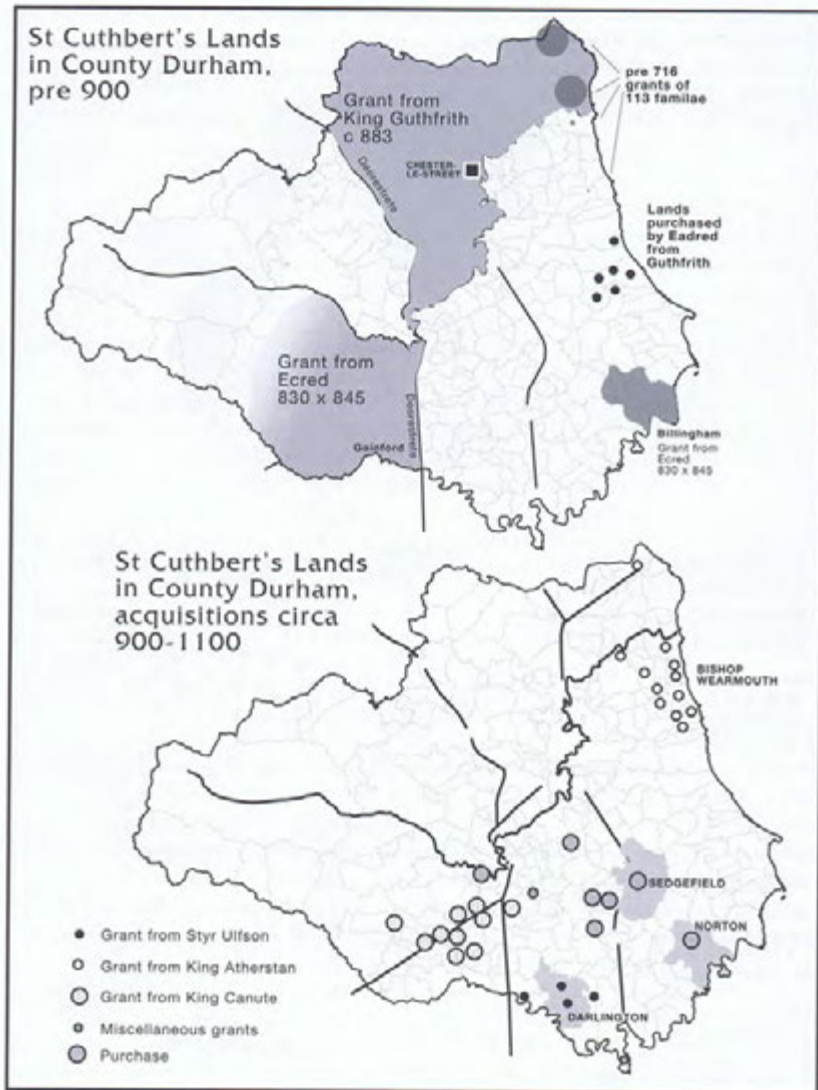 St Cuthbert's Lands
in County Durham,
pre 900
Grant from
King Guthfrith
c 883
pre 716
grants of
113 familae
CHESTER-
LE-STREET
Deerestrete
Lands
purchased
by Eadred
from
Guthfrith
Grant from
Ecred
830 x 845
Deerestrete
Gainford
Billingham
Grant from
Ecred
830 x 845
St Cuthbert's Lands
in County Durham,
acquisitions circa
900-1100
BISHOP
WEARMOUTH
SEDGEFIELD
NORTON
DARLINGTON
Grant from Styr Ulfson
Grant from King Atherstan
Grant from King Canute
Miscellaneous grants
Purchase